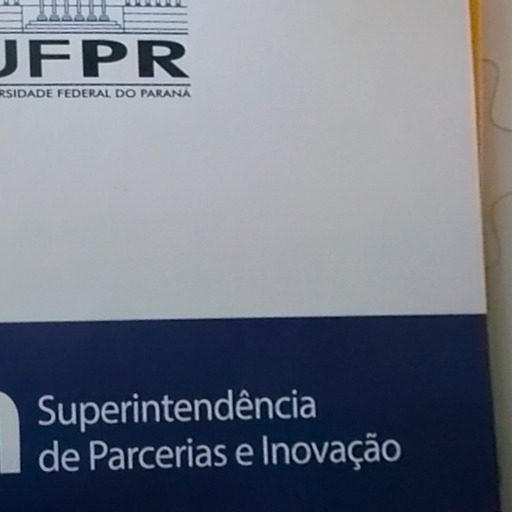 UFPR
RSIDADE FEDERAL DO PARANÁ
Superintendência
de Parcerias e Inovação